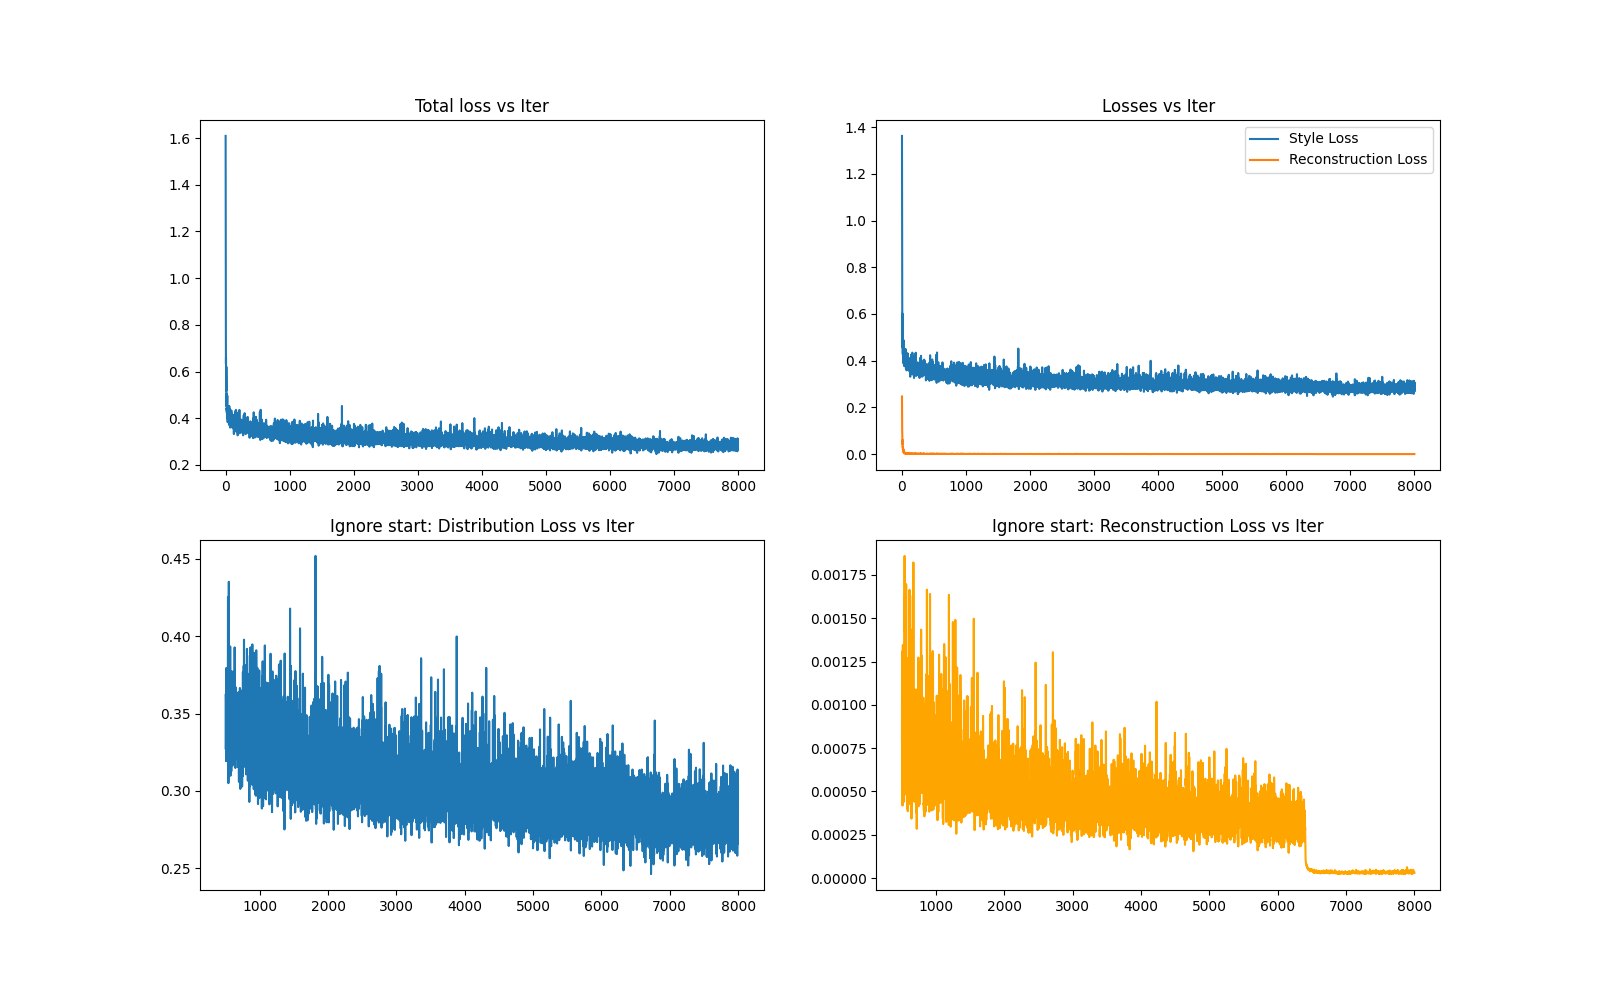 Total loss vs Iter
1.6
1.4
1.2
1.0
0.8
0.6
0.4
0.2
0 1000 2000 3000 4000 5000 6000 7000 8000
Losses vs Iter
Style Loss
Reconstruction Loss
1.4
1.2
1.0
0.8
0.6
0.4
0.2
0.0
0 1000 2000 3000 4000 5000 6000 7000 8000
Ignore start: Distribution Loss vs Iter
0.45
0.40
0.35
0.30
0.25
1000 2000 3000 4000 5000 6000 7000 8000
Ignore start: Reconstruction Loss vs Iter
0.00175
0.00150
0.00125
0.00100
0.00075
0.00050
0.00025
0.00000
1000 2000 3000 4000 5000 6000 7000 8000